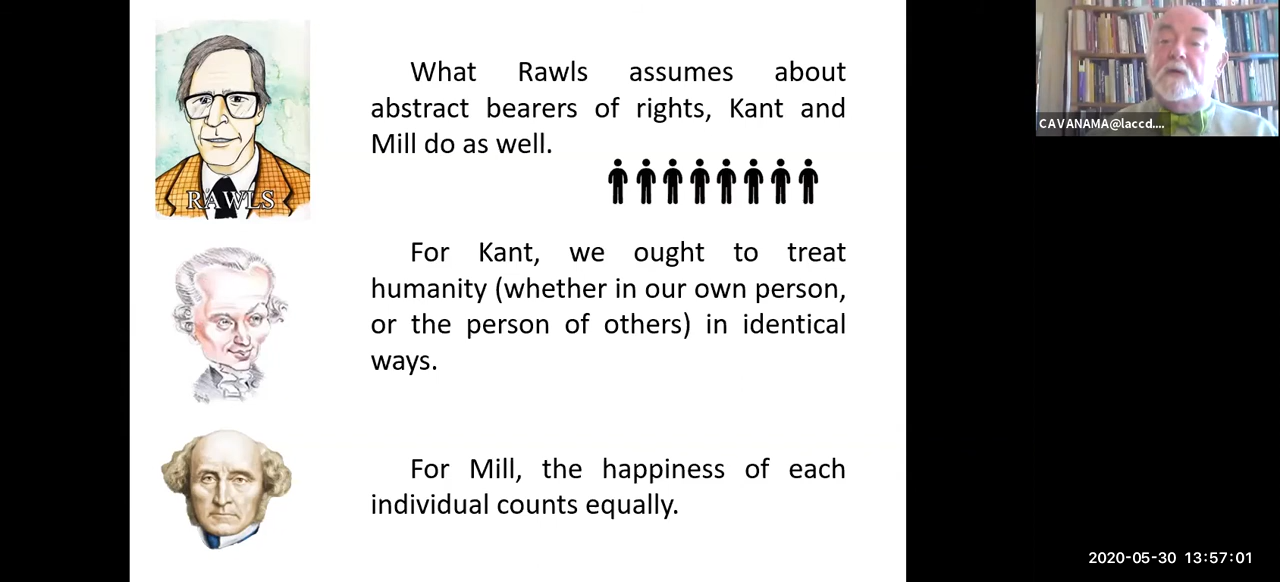 What Rawls assumes about
abstract bearers of rights, Kant and
Mill do as well.
RAWLS
For Kant, we ought to treat
humanity (whether in our own person,
or the person of others) in identical
ways.
For Mill, the happiness of each
individual counts equally.
CAVANAMA@laccd....
2020-05-30 13:57:01